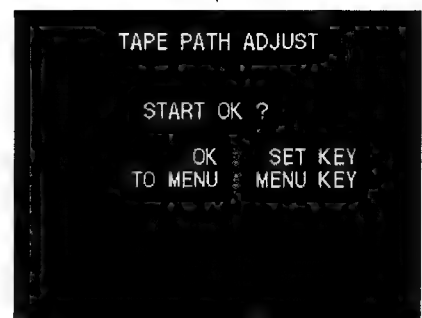 TAPE PATH ADJUST
START OK ?
OK SET KEY
TO MENU MENU KEY